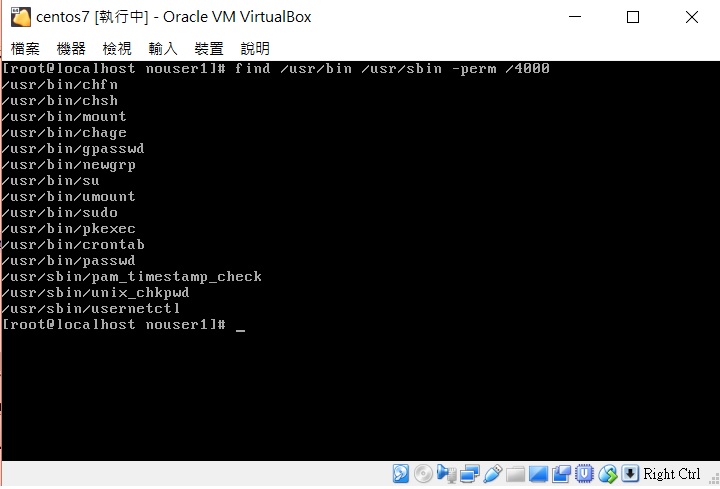 centos7 [執行中] - Oracle VM VirtualBox
檔案 機器 檢視 輸入 裝置 說明
[root@localhost nouser1]# find /usr/bin /usr/sbin -perm /4000
/usr/bin/chfn
/usr/bin/chsh
/usr/bin/mount
/usr/bin/chage
/usr/bin/gpasswd
/usr/bin/newgrp
/usr/bin/su
/usr/bin/umount
/usr/bin/sudo
/usr/bin/pkexec
/usr/bin/crontab
/usr/bin/passwd
/usr/sbin/pam_timestamp_check
/usr/sbin/unix_chkpwd
/usr/sbin/usernetctl
[root@localhost nouser1]# _
Right Ctrl